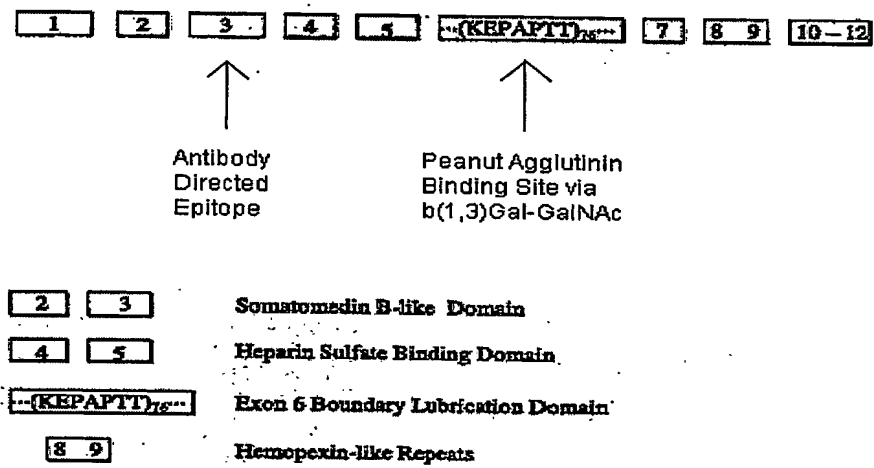 1 2 3 4 5 ...(KEPAPTT)76... 7 8 9 10-12
Antibody
Directed
Epitope
Peanut Agglutinin
Binding Site via
b(1,3)Gal-GalNAc
2 3 Somatomedin B-like Domain
4 5 Heparin Sulfate Binding Domain
...(KEPAPTT)76... Exon 6 Boundary Lubrication Domain
8 9 Hemopexin-like Repeats